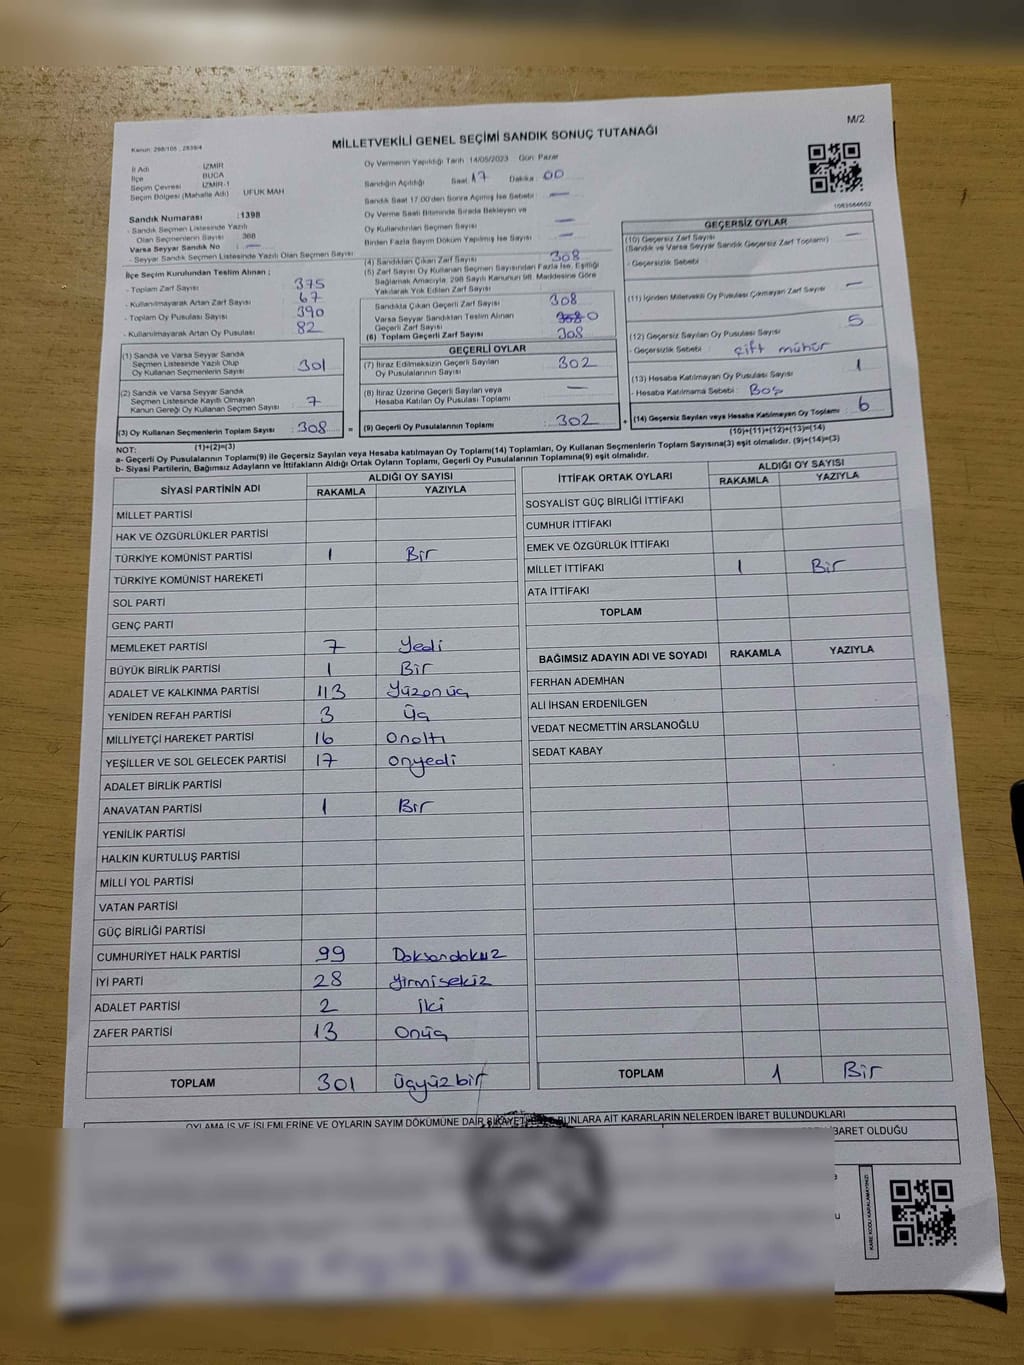 M/2
MİLLETVEKİLİ GENEL SEÇİMİ SANDIK SONUÇ TUTANAĞI
Kanun: 298/105 , 2839/4
İl Adı İZMİR
İlçe BUCA
Seçim Çevresi İZMİR-1
Seçim Bölgesi (Mahalle Adı) UFUK MAH
Sandık Numarası :1398
- Sandık Seçmen Listesinde Yazılı
Olan Seçmenlerin Sayısı 368
Varsa Seyyar Sandık No : —
- Seyyar Sandık Seçmen Listesinde Yazılı Olan Seçmen Sayısı
İlçe Seçim Kurulundan Teslim Alınan ;
- Toplam Zarf Sayısı 375
- Kullanılmayarak Artan Zarf Sayısı 67
- Toplam Oy Pusulası Sayısı 390
- Kullanılmayarak Artan Oy Pusulası 82
(1) Sandık ve Varsa Seyyar Sandık
Seçmen Listesinde Yazılı Olup
Oy Kullanan Seçmenlerin Sayısı 301
(2) Sandık ve Varsa Seyyar Sandık
Seçmen Listesinde Kayıtlı Olmayan
Kanun Gereği Oy Kullanan Seçmen Sayısı 7
(3) Oy Kullanan Seçmenlerin Toplam Sayısı : 308 =
(1)+(2)=(3)
Oy Vermenin Yapıldığı Tarih 14/05/2023 Gün: Pazar
Sandığın Açıldığı Saat 17 Dakika : 00
Sandık Saat 17.00'den Sonra Açılmış İse Sebebi : —
Oy Verme Saati Bitiminde Sırada Bekleyen ve
Oy Kullandırılan Seçmen Sayısı —
Birden Fazla Sayım Döküm Yapılmış İse Sayısı —
(4) Sandıktan Çıkan Zarf Sayısı 308
(5) Zarf Sayısı Oy Kullanan Seçmen Sayısından Fazla İse, Eşitliği
Sağlamak Amacıyla, 298 Sayılı Kanunun 98. Maddesine Göre
Yakılarak Yok Edilen Zarf Sayısı
Sandıkta Çıkan Geçerli Zarf Sayısı 308
Varsa Seyyar Sandıktan Teslim Alınan
Geçerli Zarf Sayısı 0
(6) Toplam Geçerli Zarf Sayısı 308
GEÇERLİ OYLAR
(7) İtiraz Edilmeksizin Geçerli Sayılan
Oy Pusulalarının Sayısı 302
(8) İtiraz Üzerine Geçerli Sayılan veya
Hesaba Katılan Oy Pusulası Toplamı —
(9) Geçerli Oy Pusulalarının Toplamı 302 +
1083564652
GEÇERSİZ OYLAR
(10) Geçersiz Zarf Sayısı
(Sandık ve Varsa Seyyar Sandık Geçersiz Zarf Toplamı) —
- Geçersizlik Sebebi :
(11) İçinden Milletvekili Oy Pusulası Çıkmayan Zarf Sayısı —
(12) Geçersiz Sayılan Oy Pusulası Sayısı 5
- Geçersizlik Sebebi : çift mühür
(13) Hesaba Katılmayan Oy Pusulası Sayısı 1
- Hesaba Katılmama Sebebi : Boş
(14) Geçersiz Sayılan veya Hesaba Katılmayan Oy Toplamı : 6
(10)+(11)+(12)+(13)=(14)
NOT:
a- Geçerli Oy Pusulalarının Toplamı(9) ile Geçersiz Sayılan veya Hesaba katılmayan Oy Toplamı(14) Toplamları, Oy Kullanan Seçmenlerin Toplam Sayısına(3) eşit olmalıdır. (9)+(14)=(3)
b- Siyasi Partilerin, Bağımsız Adayların ve İttifakların Aldığı Ortak Oyların Toplamı, Geçerli Oy Pusulalarının Toplamına(9) eşit olmalıdır.
SİYASİ PARTİNİN ADI ALDIĞI OY SAYISI
RAKAMLA YAZIYLA
MİLLET PARTİSİ
HAK VE ÖZGÜRLÜKLER PARTİSİ
TÜRKİYE KOMÜNİST PARTİSİ 1 Bir
TÜRKİYE KOMÜNİST HAREKETİ
SOL PARTİ
GENÇ PARTİ
MEMLEKET PARTİSİ 7 Yedi
BÜYÜK BİRLİK PARTİSİ 1 Bir
ADALET VE KALKINMA PARTİSİ 113 Yüzonüç
YENİDEN REFAH PARTİSİ 3 Üç
MİLLİYETÇİ HAREKET PARTİSİ 16 Onaltı
YEŞİLLER VE SOL GELECEK PARTİSİ 17 Onyedi
ADALET BİRLİK PARTİSİ
ANAVATAN PARTİSİ 1 Bir
YENİLİK PARTİSİ
HALKIN KURTULUŞ PARTİSİ
MİLLİ YOL PARTİSİ
VATAN PARTİSİ
GÜÇ BİRLİĞİ PARTİSİ
CUMHURİYET HALK PARTİSİ 99 Doksandokuz
İYİ PARTİ 28 Yirmisekiz
ADALET PARTİSİ 2 İki
ZAFER PARTİSİ 13 Onüç
TOPLAM 301 Üçyüzbir
İTTİFAK ORTAK OYLARI ALDIĞI OY SAYISI
RAKAMLA YAZIYLA
SOSYALİST GÜÇ BİRLİĞİ İTTİFAKI
CUMHUR İTTİFAKI
EMEK VE ÖZGÜRLÜK İTTİFAKI
MİLLET İTTİFAKI 1 Bir
ATA İTTİFAKI
TOPLAM
BAĞIMSIZ ADAYIN ADI VE SOYADI RAKAMLA YAZIYLA
FERHAN ADEMHAN
ALİ İHSAN ERDENİLGEN
VEDAT NECMETTİN ARSLANOĞLU
SEDAT KABAY
TOPLAM 1 Bir
OYLAMA İŞ VE İŞLEMLERİNE VE OYLARIN SAYIM DÖKÜMÜNE DAİR ŞİKAYETLER BUNLARA AİT KARARLARIN NELERDEN İBARET BULUNDUKLARI
İBARET OLDUĞU
KARE KODU KARALAMAYINIZ!